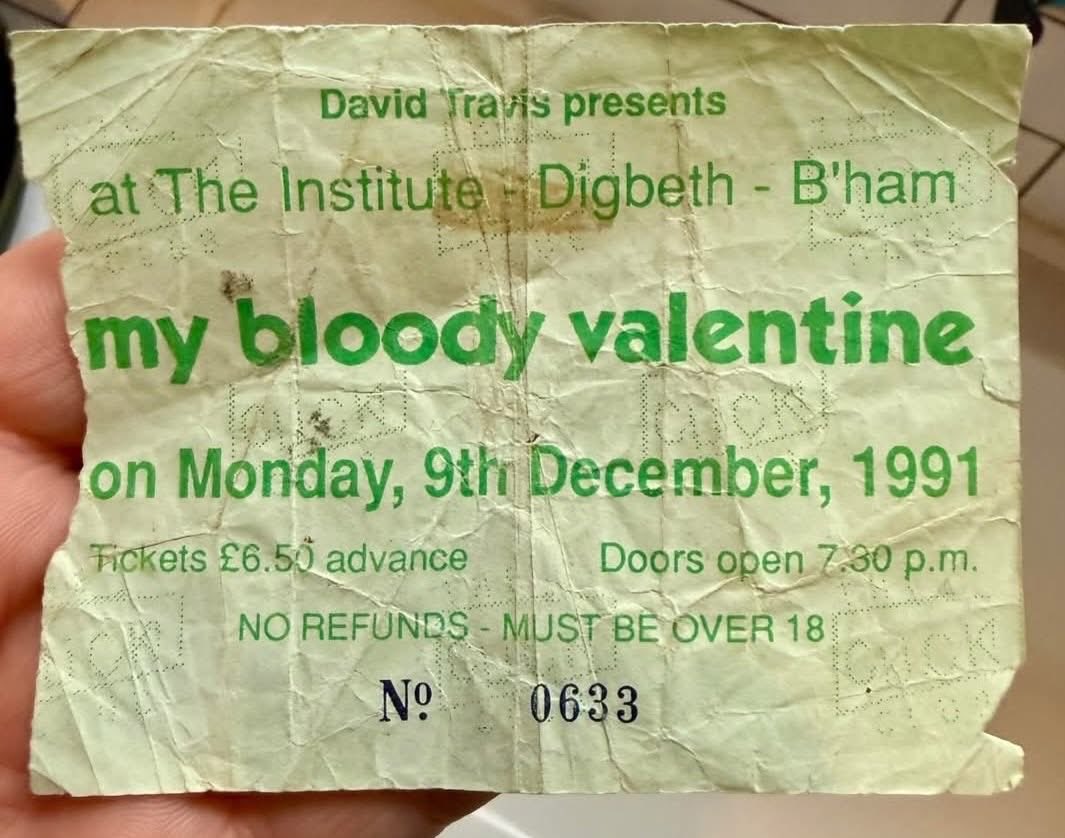 David Travis presents
at The Institute - Digbeth - B'ham
my bloody valentine
on Monday, 9th December, 1991
Tickets £6.50 advance Doors open 7.30 p.m.
NO REFUNDS - MUST BE OVER 18
Nº 0633